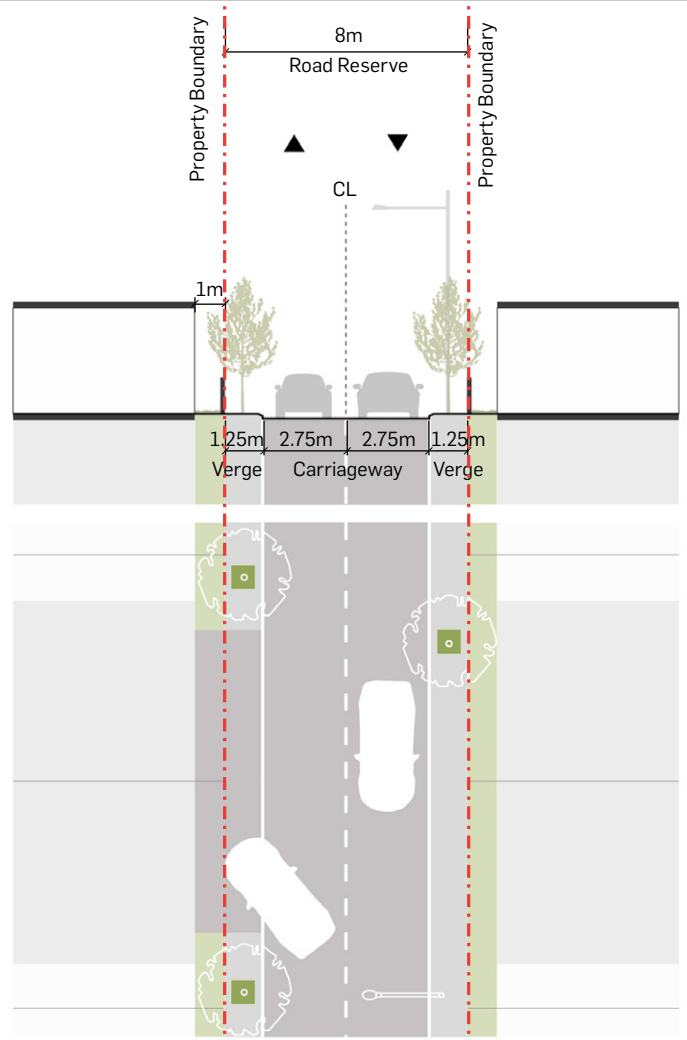 8m
Road Reserve
Property Boundary
Property Boundary
CL
1m
1.25m 2.75m 2.75m 1.25m
Verge Carriageway Verge